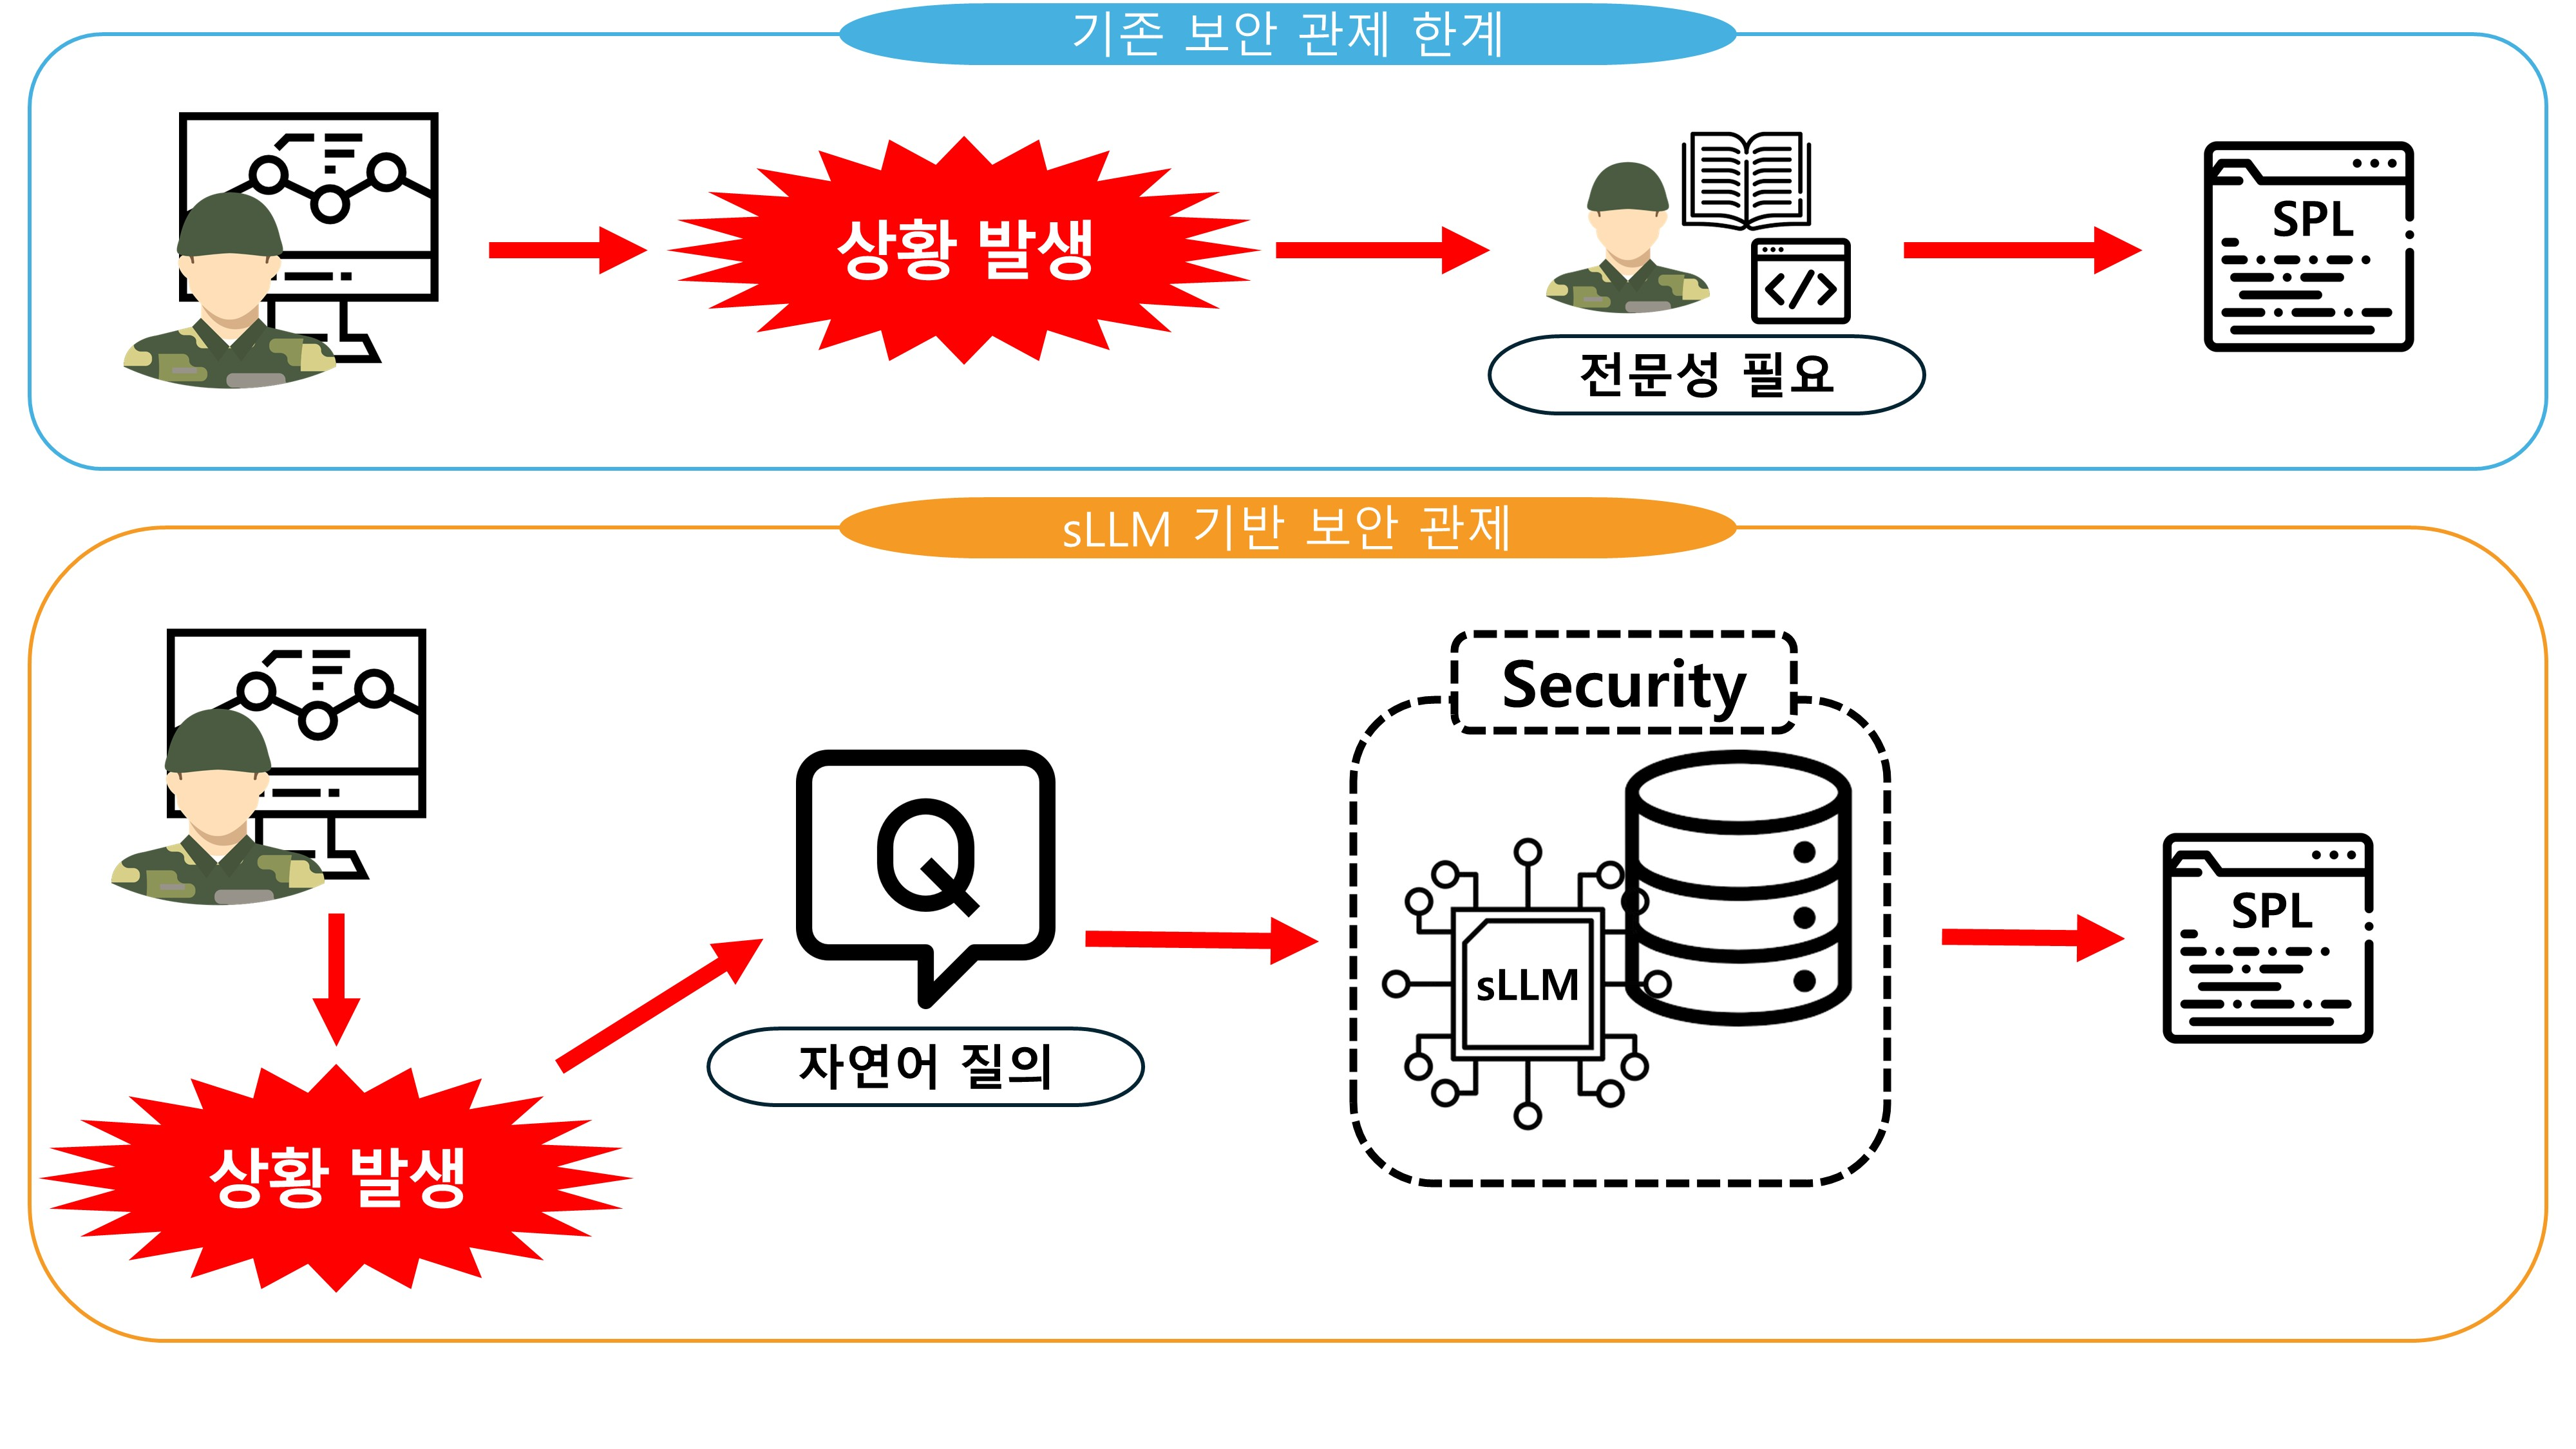 기존 보안 관제 한계
상황 발생
전문성 필요
SPL
sLLM 기반 보안 관제
Security
Q
sLLM
SPL
자연어 질의
상황 발생